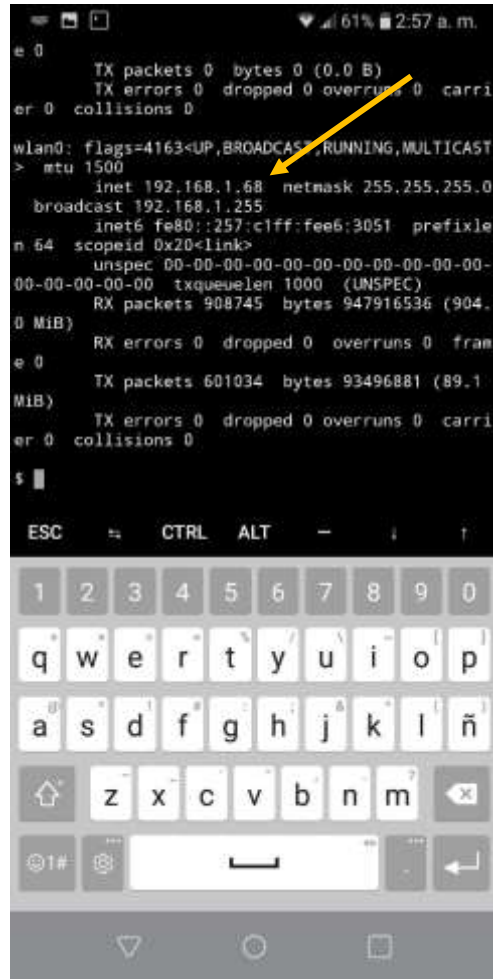 61% 2:57 a. m.
e 0
TX packets 0 bytes 0 (0.0 B)
TX errors 0 dropped 0 overruns 0 carri
er 0 collisions 0
wlan0: flags=4163<UP,BROADCAST,RUNNING,MULTICAST
> mtu 1500
inet 192.168.1.68 netmask 255.255.255.0
broadcast 192.168.1.255
inet6 fe80::257:c1ff:fee6:3051 prefixle
n 64 scopeid 0x20<link>
unspec 00-00-00-00-00-00-00-00-00-00-
00-00-00-00-00 txqueuelen 1000 (UNSPEC)
RX packets 908745 bytes 947916536 (904.
0 MiB)
RX errors 0 dropped 0 overruns 0 fram
e 0
TX packets 601034 bytes 93496881 (89.1
MiB)
TX errors 0 dropped 0 overruns 0 carri
er 0 collisions 0
$
ESC ⇆ CTRL ALT — ↓ ↑
1 2 3 4 5 6 7 8 9 0
q w e r t y u i o p
a s d f g h j k l ñ
z x c v b n m
☺1#